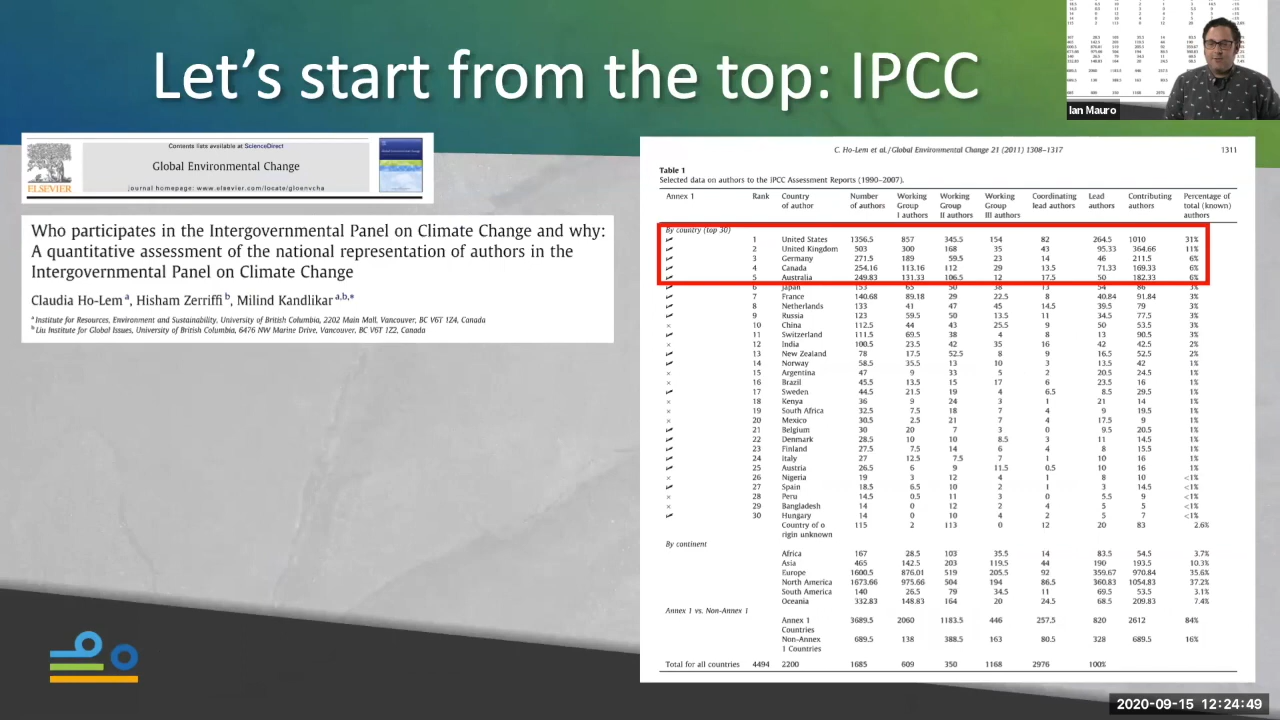 Let's start from the top: IPCC
Ian Mauro
Contents lists available at ScienceDirect
Global Environmental Change
journal homepage: www.elsevier.com/locate/gloenvcha
ELSEVIER
Who participates in the Intergovernmental Panel on Climate Change and why:
A quantitative assessment of the national representation of authors in the
Intergovernmental Panel on Climate Change
Claudia Ho-Lem a, Hisham Zerriffi b, Milind Kandlikar a,b,*
a Institute for Resource Environment and Sustainability, University of British Columbia, 2202 Main Mall, Vancouver, BC V6T 1Z4, Canada
b Liu Institute for Global Issues, University of British Columbia, 6476 NW Marine Drive, Vancouver, BC V6T 1Z2, Canada
C. Ho-Lem et al. / Global Environmental Change 21 (2011) 1308–1317 1311
Table 1
Selected data on authors to the IPCC Assessment Reports (1990–2007).
Annex 1 Rank Country Number Working Working Working Coordinating Lead Contributing Percentage of
of author of authors Group Group Group lead authors authors authors total (known)
I authors II authors III authors authors
By country (top 30)
1 United States 1356.5 857 345.5 154 82 264.5 1010 31%
2 United Kingdom 503 300 168 35 43 95.33 364.66 11%
3 Germany 271.5 189 59.5 23 14 46 211.5 6%
4 Canada 254.16 113.16 112 29 13.5 71.33 169.33 6%
5 Australia 249.83 131.33 106.5 12 17.5 50 182.33 6%
6 Japan 153 65 50 38 13 54 86 3%
7 France 140.68 89.18 29 22.5 8 40.84 91.84 3%
8 Netherlands 133 41 47 45 14.5 39.5 79 3%
9 Russia 123 59.5 50 13.5 11 34.5 77.5 3%
× 10 China 112.5 44 43 25.5 9 50 53.5 3%
11 Switzerland 111.5 69.5 38 4 8 13 90.5 3%
× 12 India 100.5 23.5 42 35 16 42 42.5 2%
13 New Zealand 78 17.5 52.5 8 9 16.5 52.5 2%
14 Norway 58.5 35.5 13 10 3 13.5 42 1%
× 15 Argentina 47 9 33 5 2 20.5 24.5 1%
× 16 Brazil 45.5 13.5 15 17 6 23.5 16 1%
17 Sweden 44.5 21.5 19 4 6.5 8.5 29.5 1%
× 18 Kenya 36 9 24 3 1 21 14 1%
× 19 South Africa 32.5 7.5 18 7 4 9 19.5 1%
× 20 Mexico 30.5 2.5 21 7 4 17.5 9 1%
21 Belgium 30 20 7 3 0 9.5 20.5 1%
22 Denmark 28.5 10 10 8.5 3 11 14.5 1%
23 Finland 27.5 7.5 14 6 4 8 15.5 1%
24 Italy 27 12.5 7.5 7 1 10 16 1%
25 Austria 26.5 6 9 11.5 0.5 10 16 1%
× 26 Nigeria 19 3 12 4 1 8 10 <1%
27 Spain 18.5 6.5 10 2 1 3 14.5 <1%
× 28 Peru 14.5 0.5 11 3 0 5.5 9 <1%
× 29 Bangladesh 14 0 12 2 4 5 5 <1%
30 Hungary 14 0 10 4 2 5 7 <1%
Country of o 115 2 113 0 12 20 83 2.6%
rigin unknown
By continent
Africa 167 28.5 103 35.5 14 83.5 54.5 3.7%
Asia 465 142.5 203 119.5 44 190 193.5 10.3%
Europe 1600.5 876.01 519 205.5 92 359.67 970.84 35.6%
North America 1673.66 975.66 504 194 86.5 360.83 1054.83 37.2%
South America 140 26.5 79 34.5 11 69.5 53.5 3.1%
Oceania 332.83 148.83 164 20 24.5 68.5 209.83 7.4%
Annex 1 vs. Non-Annex 1
Annex 1 3689.5 2060 1183.5 446 257.5 820 2612 84%
Countries
Non-Annex 689.5 138 388.5 163 80.5 328 689.5 16%
1 Countries
Total for all countries 4494 2200 1685 609 350 1168 2976 100%
2020-09-15 12:24:49